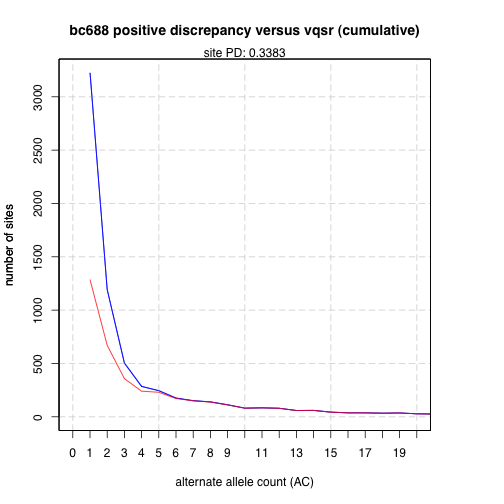 bc688 positive discrepancy versus vqsr (cumulative)
site PD: 0.3383
number of sites
3000
2500
2000
1500
1000
500
0
0 1 2 3 4 5 6 7 8 9 11 13 15 17 19
alternate allele count (AC)